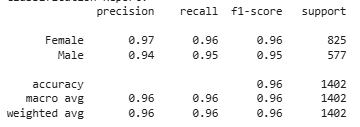 Classification Report:
precision recall f1-score support
Female 0.97 0.96 0.96 825
Male 0.94 0.95 0.95 577
accuracy 0.96 1402
macro avg 0.96 0.96 0.96 1402
weighted avg 0.96 0.96 0.96 1402